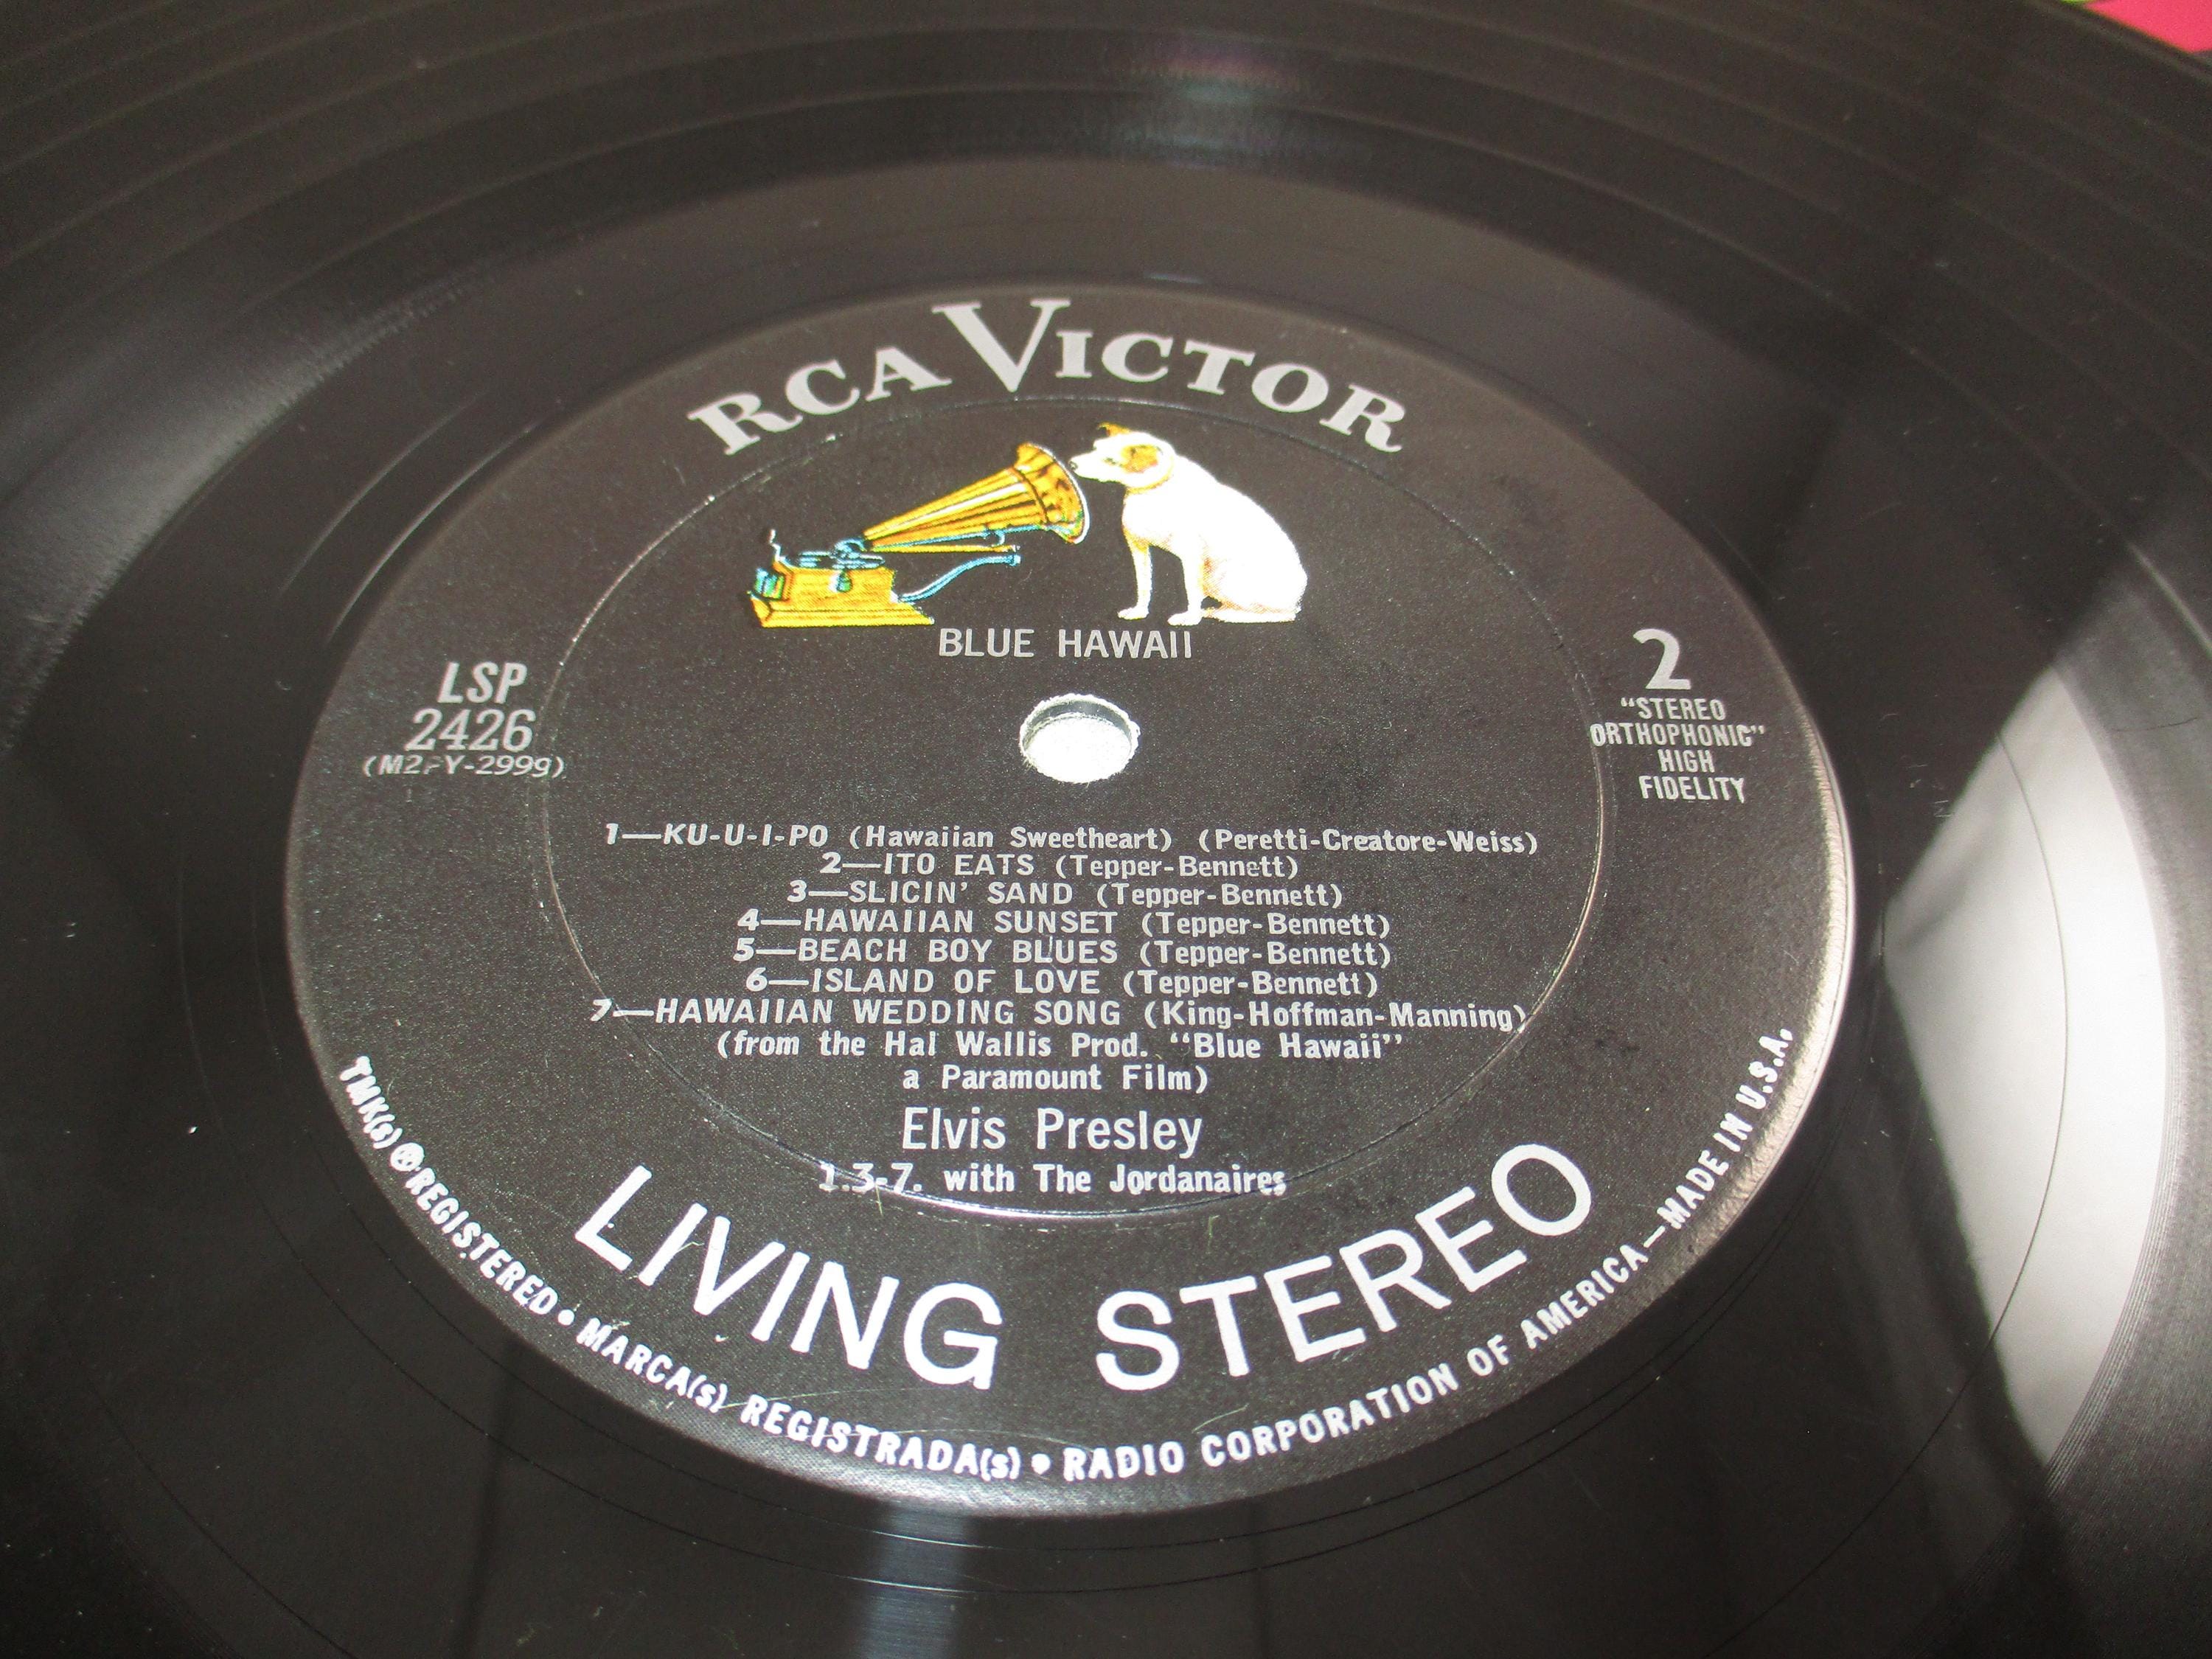 RCA VICTOR
BLUE HAWAII
LSP
2426
2
"STEREO
ORTHOPHONIC"
HIGH
FIDELITY
1—KU-U-I-PO (Hawaiian Sweetheart) (Peretti-Creatore-Weiss)
2—ITO EATS (Tepper-Bennett)
3—SLICIN' SAND (Tepper-Bennett)
4—HAWAIIAN SUNSET (Tepper-Bennett)
5—BEACH BOY BLUES (Tepper-Bennett)
6—ISLAND OF LOVE (Tepper-Bennett)
7—HAWAIIAN WEDDING SONG (King-Hoffman-Manning)
(from the Hal Wallis Prod. "Blue Hawaii"
a Paramount Film)
Elvis Presley
1.3-7. with The Jordanaires
LIVING STEREO
TMK(s) ® REGISTERED • MARCA(s) REGISTRADA(s) • RADIO CORPORATION OF AMERICA—MADE IN U.S.A.